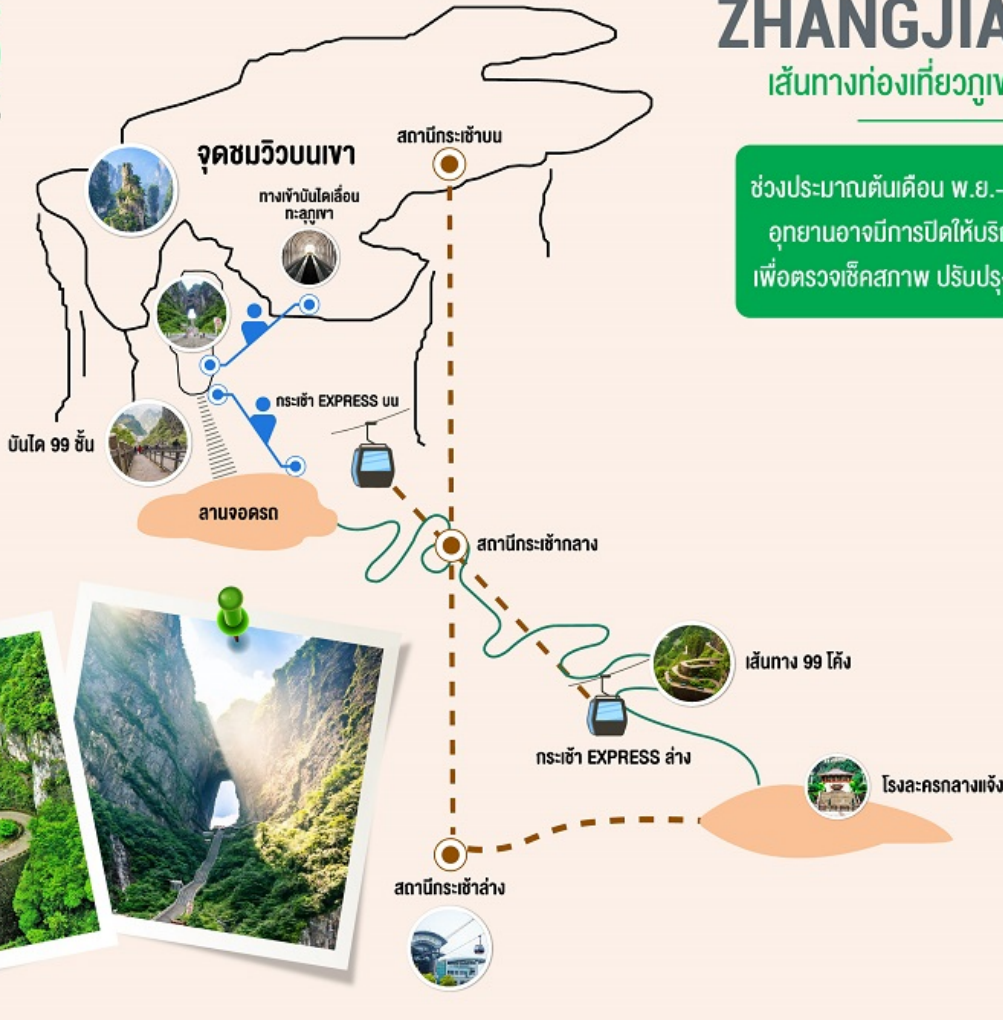 ZHANGJIA
เส้นทางท่องเที่ยวภูเข
ช่วงประมาณต้นเดือน พ.ย.-
อุทยานอาจมีการปิดให้บริก
เพื่อตรวจเช็คสภาพ ปรับปรุง
สถานีกระเช้าบน
จุดชมวิวบนเขา
ทางเข้าบันไดเลื่อน
ทะลุภูเขา
กระเช้า EXPRESS บน
บันได 99 ชั้น
ลานจอดรถ
สถานีกระเช้ากลาง
เส้นทาง 99 โค้ง
กระเช้า EXPRESS ล่าง
โรงละครกลางแจ้ง
สถานีกระเช้าล่าง